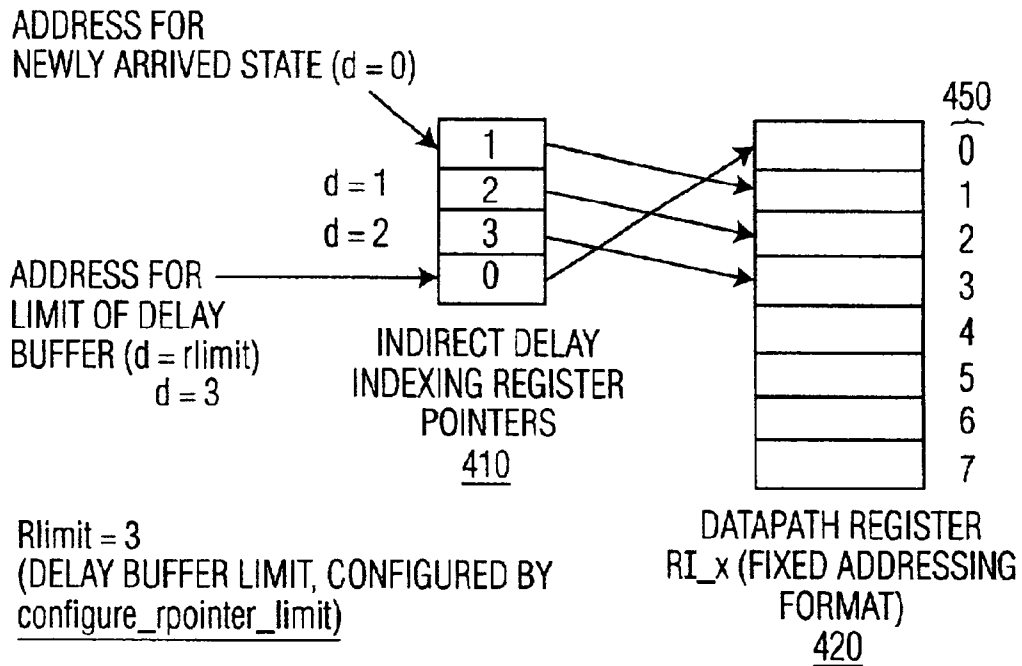 ADDRESS FOR
NEWLY ARRIVED STATE (d = 0)
450
1
2
3
0
d = 1
d = 2
ADDRESS FOR
LIMIT OF DELAY
BUFFER (d = rlimit)
d = 3
0
1
2
3
4
5
6
7
INDIRECT DELAY
INDEXING REGISTER
POINTERS
410
Rlimit = 3
(DELAY BUFFER LIMIT, CONFIGURED BY
configure_rpointer_limit)
DATAPATH REGISTER
RI_x (FIXED ADDRESSING
FORMAT)
420